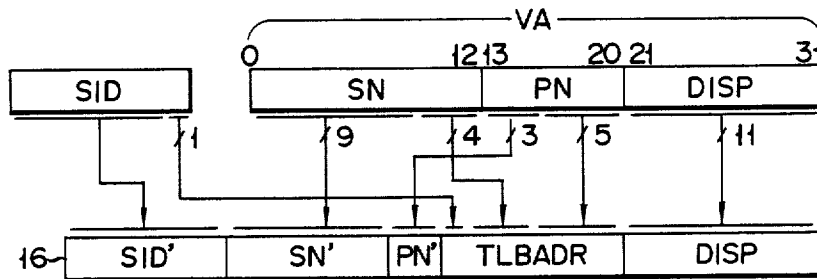 VA
0 12 13 20 21 31
SID SN PN DISP
1 9 4 3 5 11
16 SID' SN' PN' TLBADR DISP